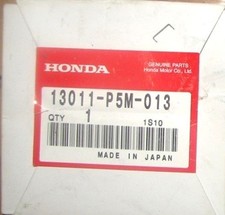 HONDA
GENUINE PARTS
Honda Motor Co., Ltd.
13011-P5M-013
QTY 1 1S10
MADE IN JAPAN